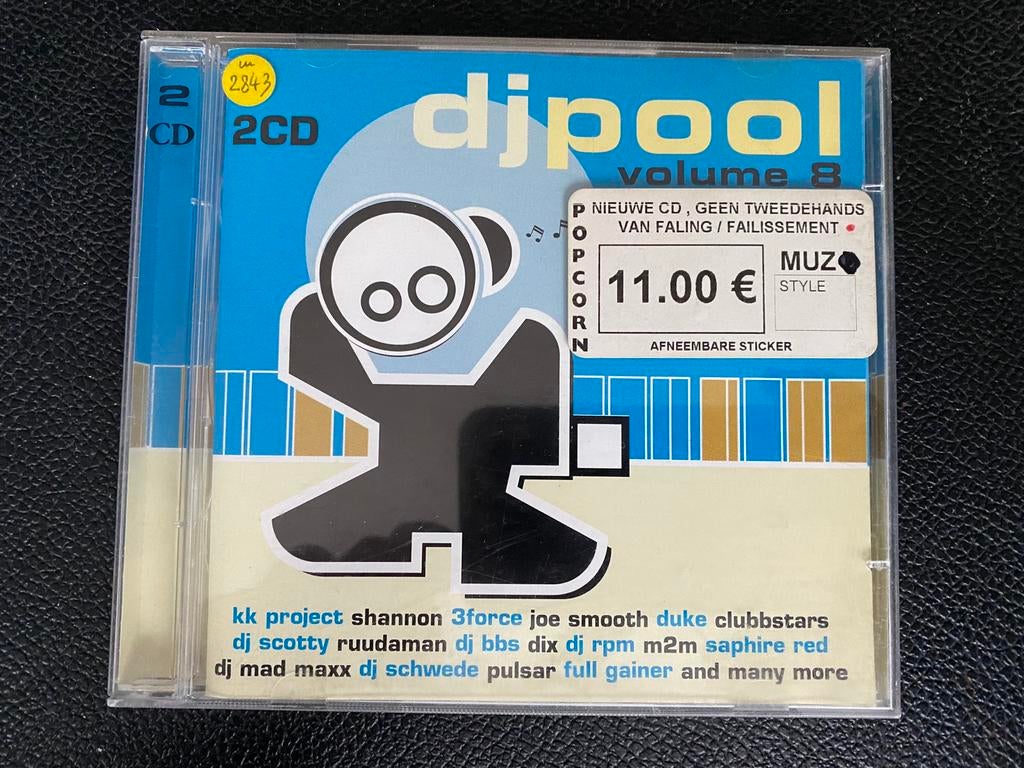 2
CD
m
2843
2CD
djpool
volume 8
POPCORN
NIEUWE CD , GEEN TWEEDEHANDS
VAN FALING / FAILISSEMENT
11.00 €
MUZ
STYLE
AFNEEMBARE STICKER
kk project shannon 3force joe smooth duke clubbstars
dj scotty ruudaman dj bbs dix dj rpm m2m saphire red
dj mad maxx dj schwede pulsar full gainer and many more